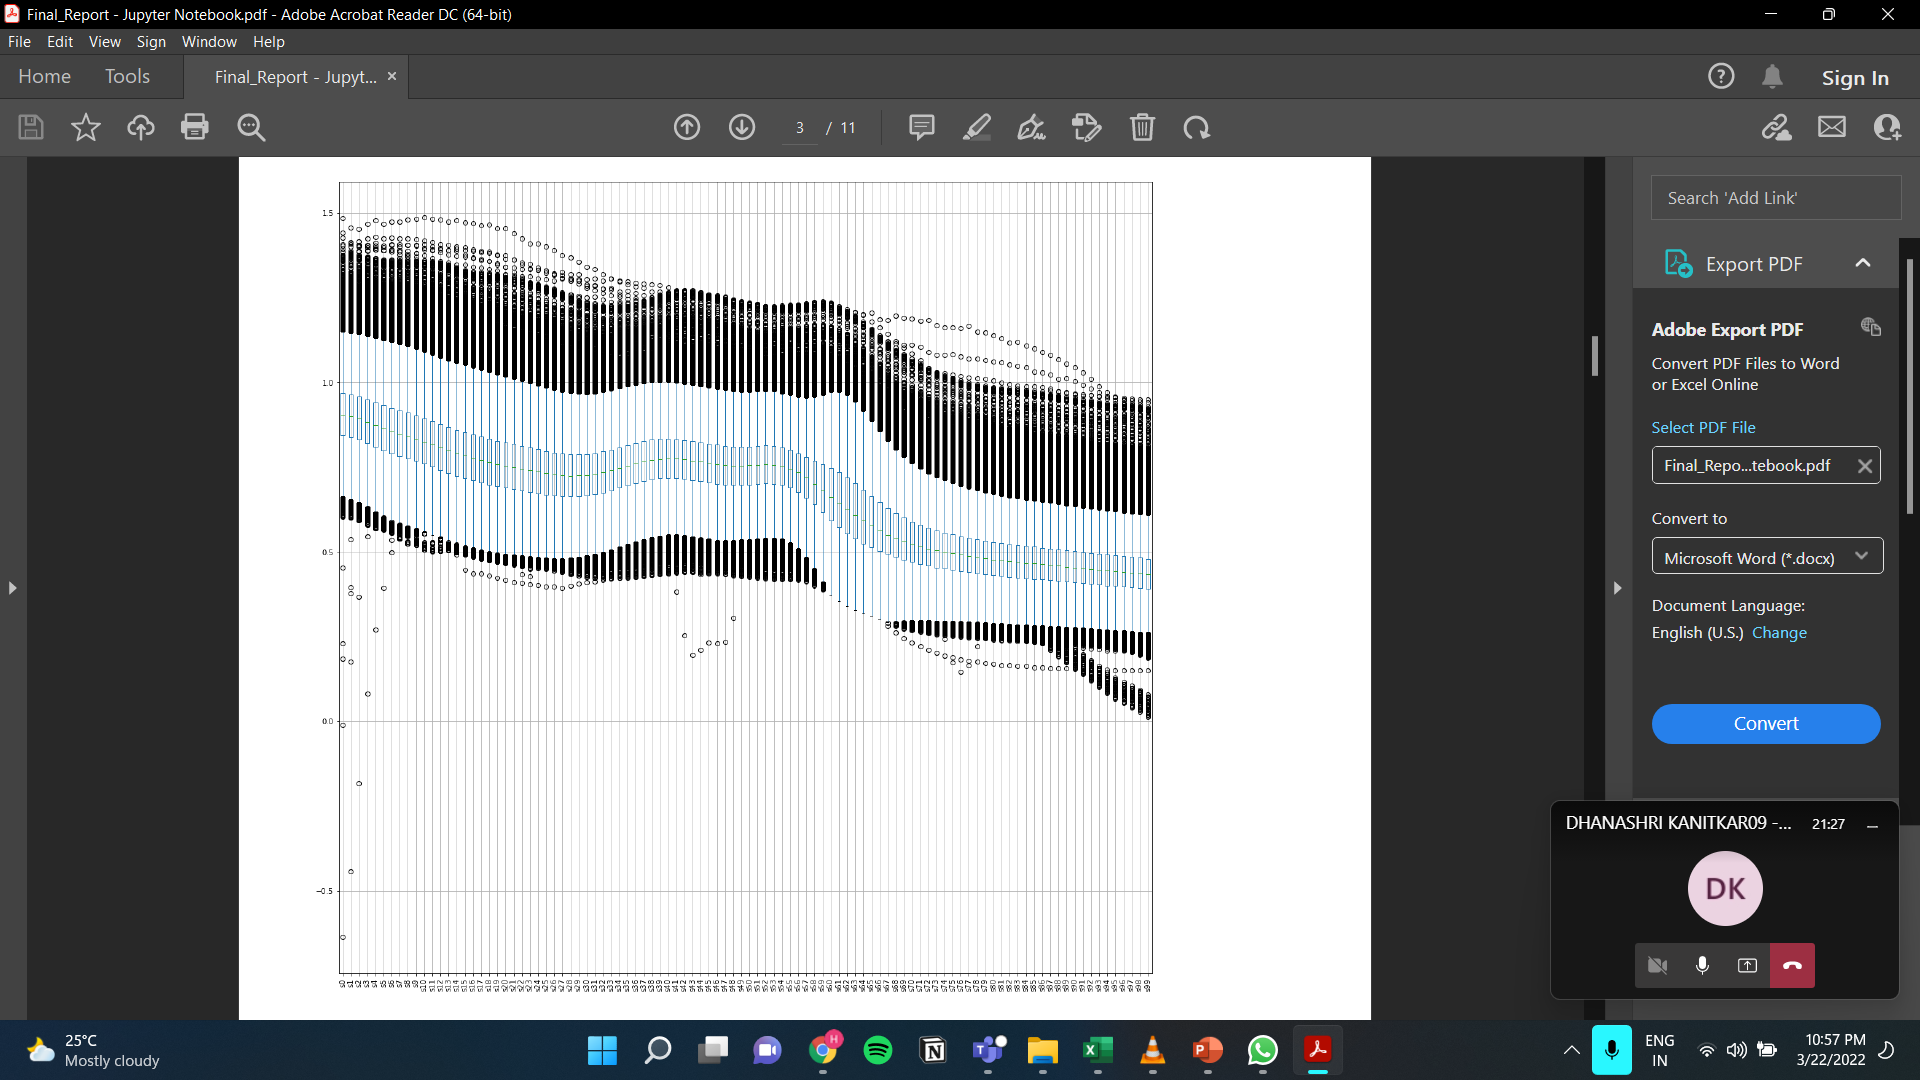 Final_Report - Jupyter Notebook.pdf - Adobe Acrobat Reader DC (64-bit)
File Edit View Sign Window Help
Home Tools Final_Report - Jupyt... ×
Sign In
3 / 11
Search 'Add Link'
Export PDF
Adobe Export PDF
Convert PDF Files to Word
or Excel Online
Select PDF File
Final_Repo...tebook.pdf
Convert to
Microsoft Word (*.docx)
Document Language:
English (U.S.) Change
Convert
1.5
1.0
0.5
0.0
−0.5
DHANASHRI KANITKAR09 -... 21:27
DK
25°C
Mostly cloudy
ENG
IN
10:57 PM
3/22/2022